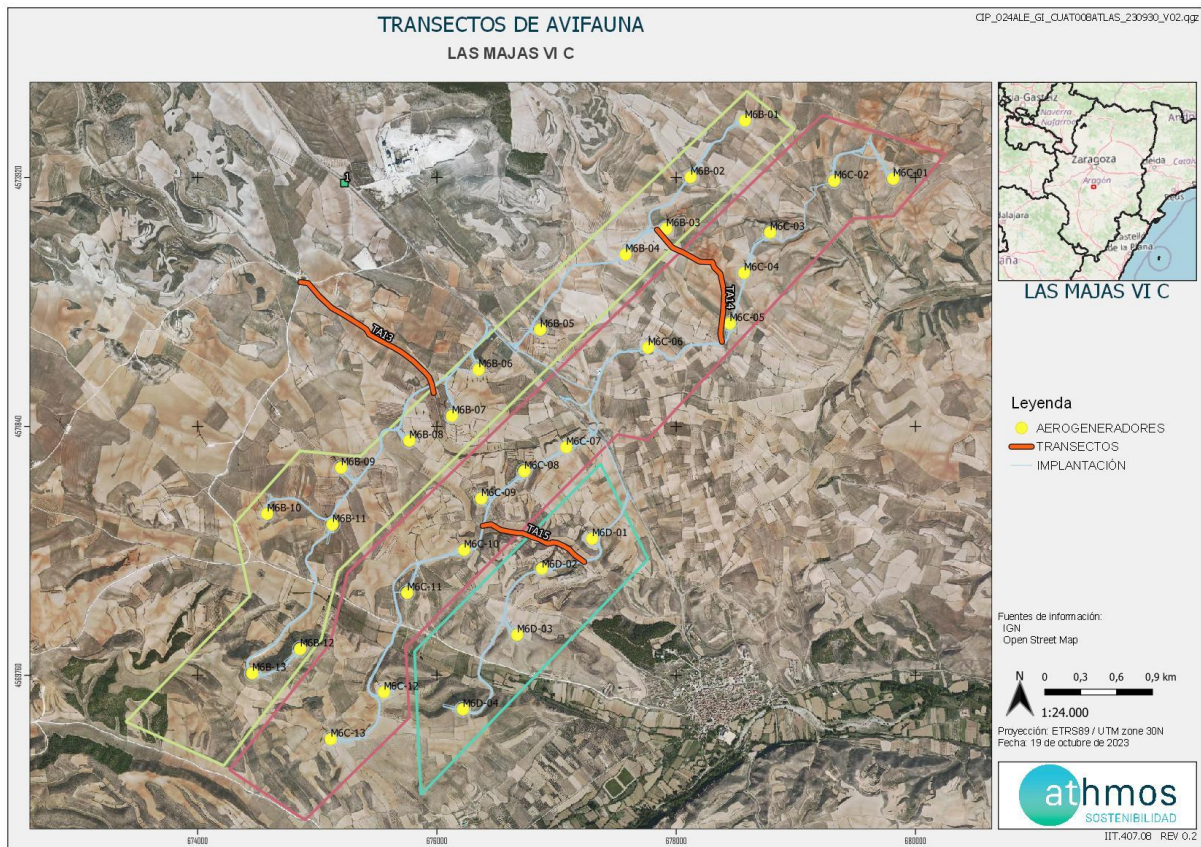 TRANSECTOS DE AVIFAUNA
LAS MAJAS VI C
CIP_024ALE_GI_CUAT008ATLAS_230930_V02.qgz
M6B-01
M6B-02
M6C-02
M6C-01
1
M6B-03
M6C-03
M6B-04
M6C-04
TA14
M6C-05
TA13
M6B-05
M6C-06
M6B-06
M6B-07
M6B-08
M6C-07
M6B-09
M6C-08
M6C-09
M6B-10
M6B-11
TA15
M6D-01
M6C-10
M6D-02
M6C-11
M6D-03
M6B-12
M6B-13
M6C-12
M6D-04
M6C-13
4571840
4569760
674000
676000
678000
680000
Zaragoza
Aragón
LAS MAJAS VI C
Leyenda
AEROGENERADORES
TRANSECTOS
IMPLANTACIÓN
Fuentes de información:
IGN
Open Street Map
N
0 0,3 0,6 0,9 km
1:24.000
Proyección: ETRS89 / UTM zone 30N
Fecha: 19 de octubre de 2023
athmos
SOSTENIBILIDAD
IIT.407.08 REV 0.2